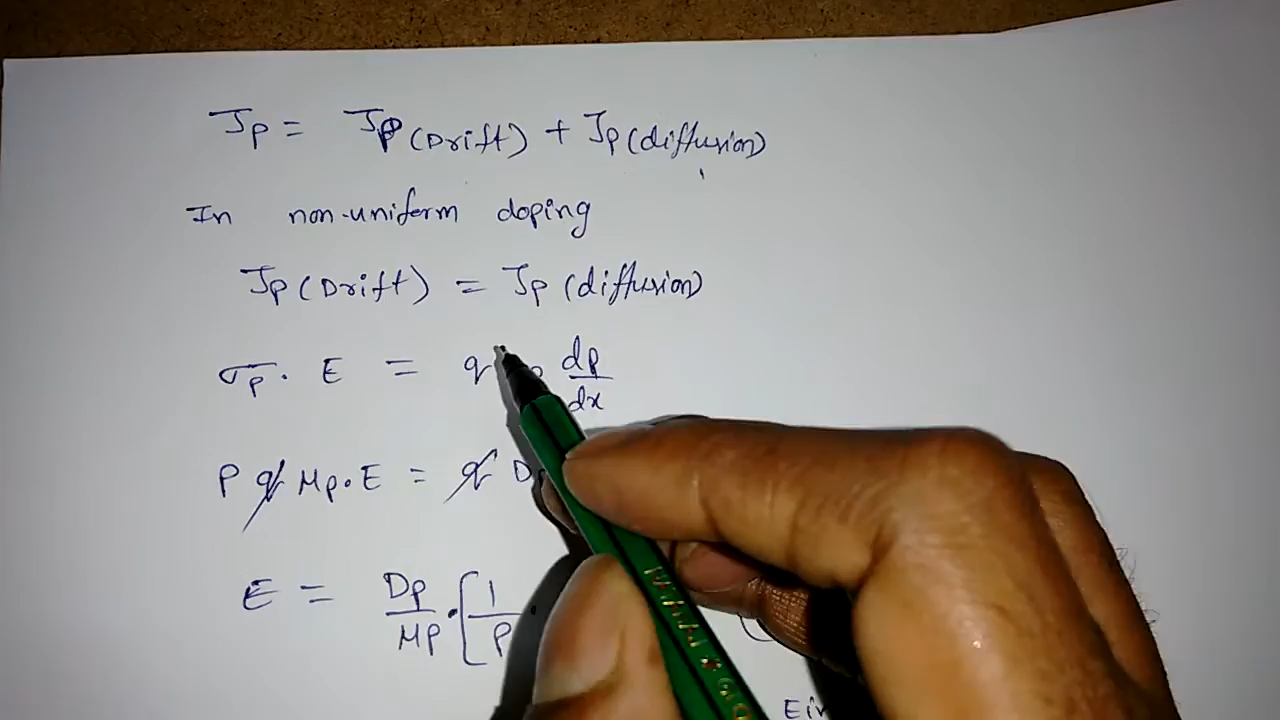 Jp = Jp (Drift) + Jp (diffusion)
In non-uniform doping
Jp (Drift) = Jp (diffusion)
σp . E = q dp/dx
P q μp . E = q Dp
E = Dp/μp . [ 1/P .